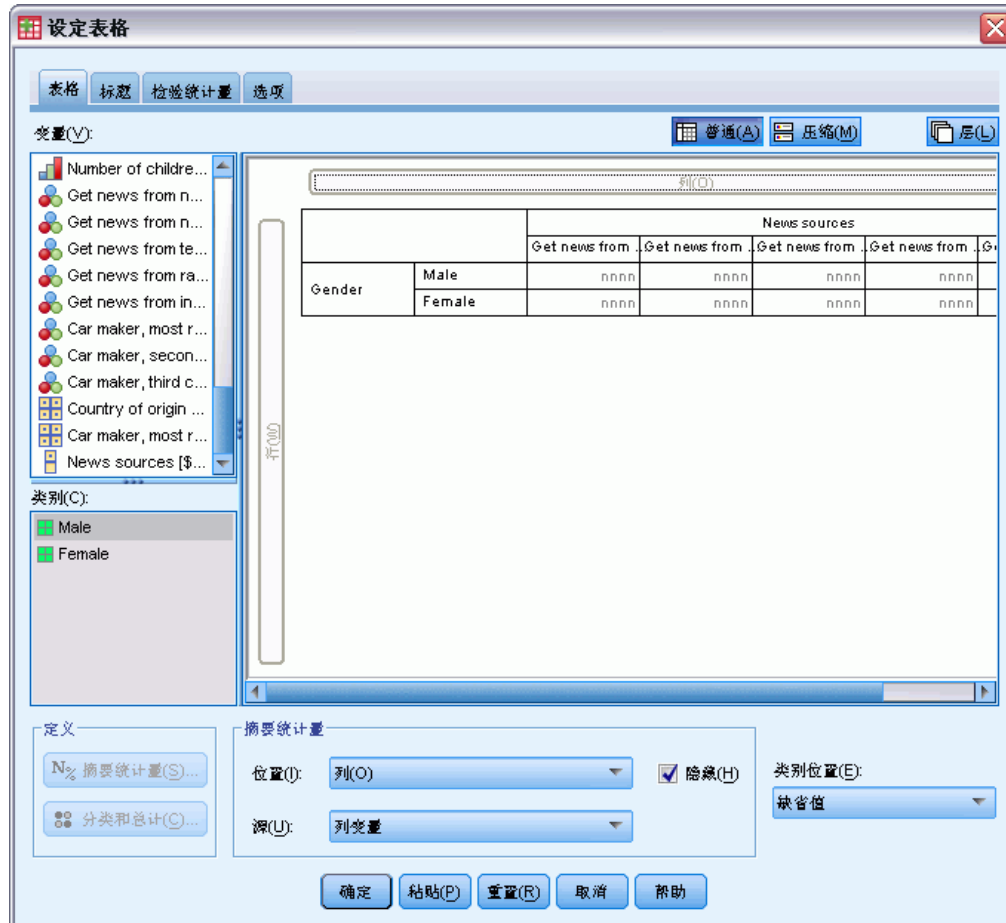 设定表格
表格 标题 检验统计量 选项
变量(V):
普通(A) 压缩(M) 层(L)
Number of childre...
Get news from n...
Get news from n...
Get news from te...
Get news from ra...
Get news from in...
Car maker, most r...
Car maker, secon...
Car maker, third c...
Country of origin ...
Car maker, most r...
News sources [$...
类别(C):
Male
Female
列(O)
行(W)
News sources
Get news from ... Get news from ... Get news from ... Get news from ...
Gender
Male nnnn nnnn nnnn nnnn
Female nnnn nnnn nnnn nnnn
定义
N% 摘要统计量(S)...
分类和总计(C)...
摘要统计量
位置(I): 列(O) 隐藏(H)
源(U): 列变量
类别位置(E):
缺省值
确定 粘贴(P) 重置(R) 取消 帮助